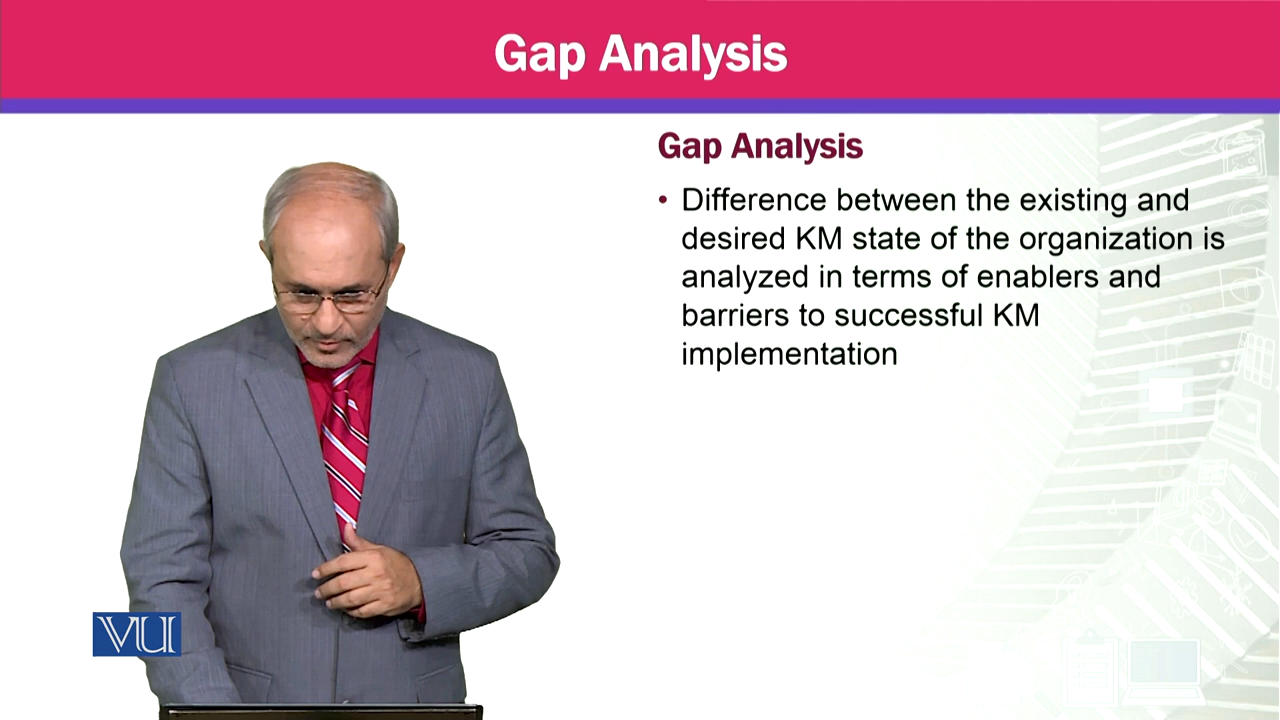 Gap Analysis
Gap Analysis
• Difference between the existing and
desired KM state of the organization is
analyzed in terms of enablers and
barriers to successful KM
implementation
VU